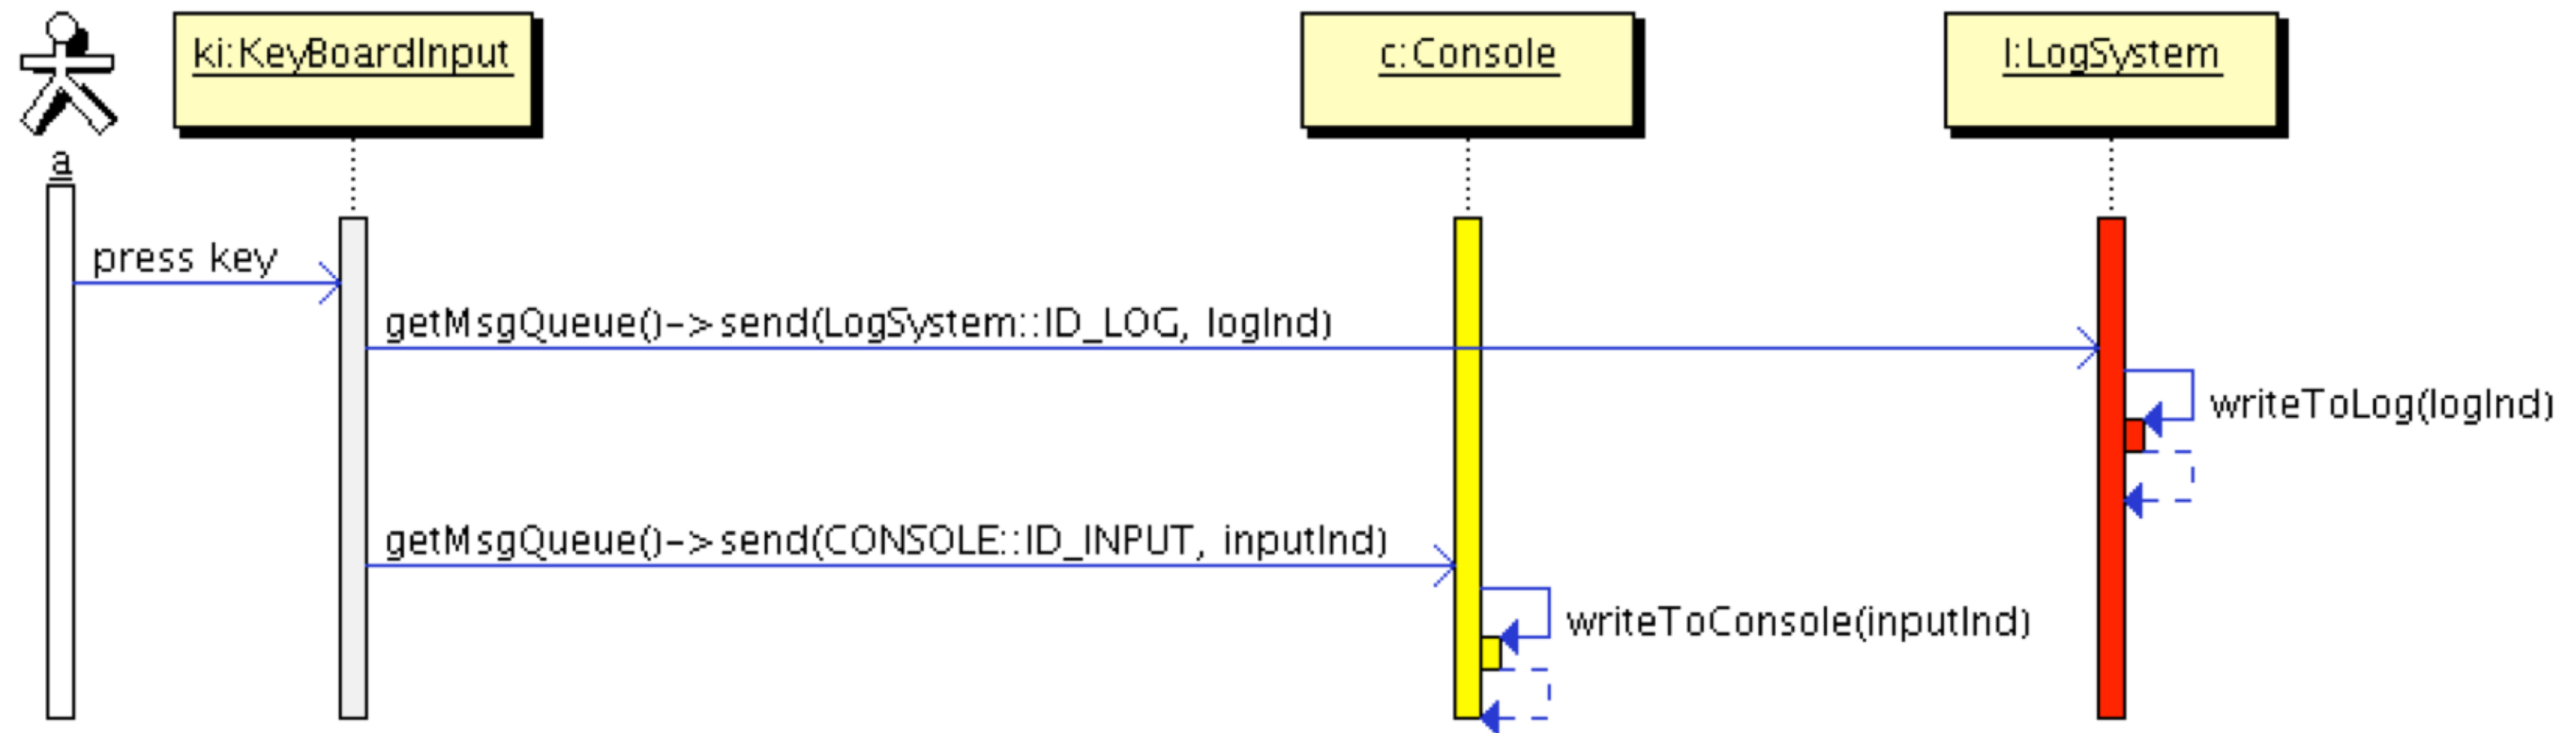 ki:KeyBoardInput
c:Console
l:LogSystem
a
press key
getMsgQueue()->send(LogSystem::ID_LOG, logInd)
writeToLog(logInd)
getMsgQueue()->send(CONSOLE::ID_INPUT, inputInd)
writeToConsole(inputInd)